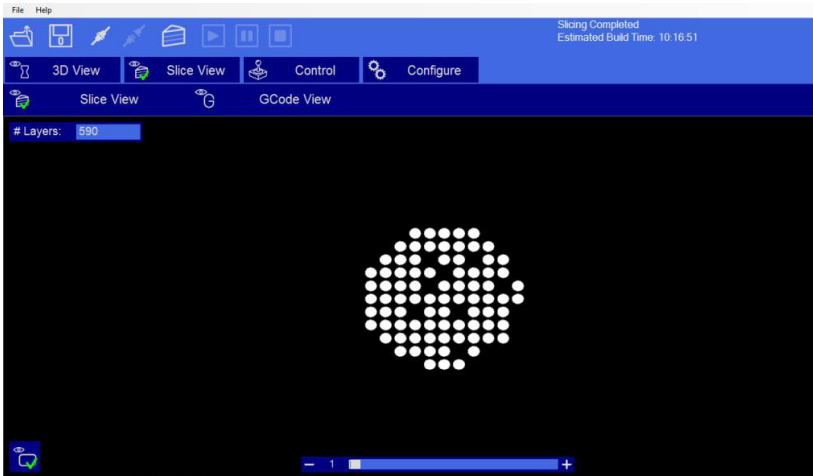 File Help
Slicing Completed
Estimated Build Time: 10:16:51
3D View Slice View Control Configure
Slice View G GCode View
# Layers: 590
1